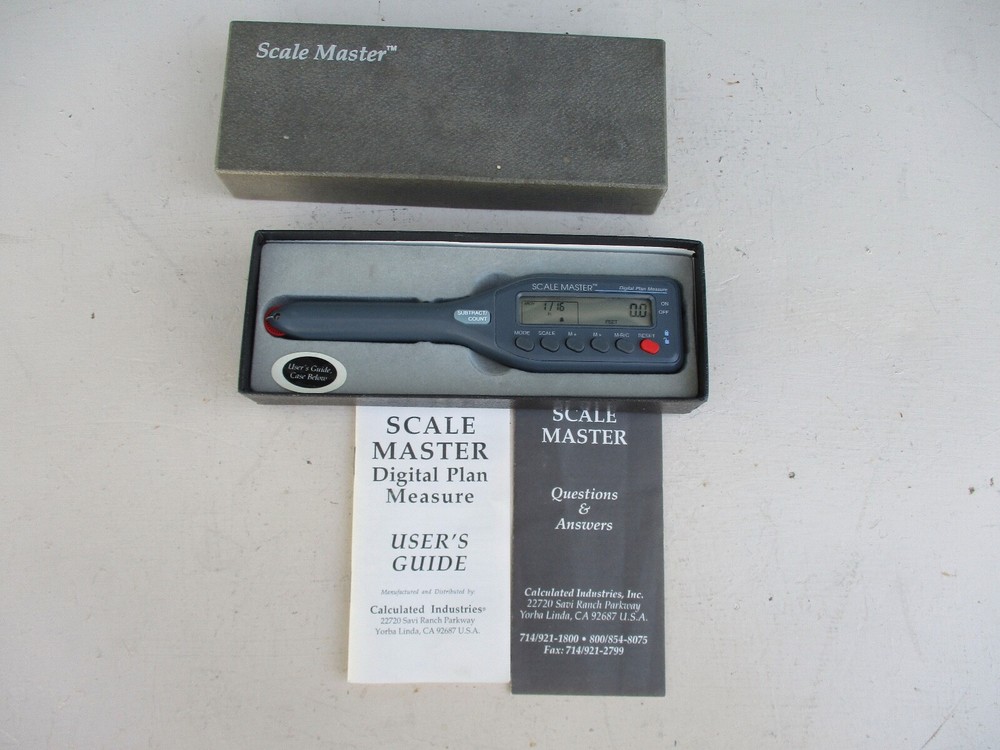 Scale Master™
SCALE MASTER™ Digital Plan Measure
1/16
0.0
FEET
ON
OFF
SUBTRACT/
COUNT
MODE SCALE M+ M= M-R/C RESET
User's Guide,
Case Below
SCALE
MASTER
Digital Plan
Measure
USER'S
GUIDE
Manufactured and Distributed by
Calculated Industries®
22720 Savi Ranch Parkway
Yorba Linda, CA 92687 U.S.A.
SCALE
MASTER
Questions
&
Answers
Calculated Industries, Inc.
22720 Savi Ranch Parkway
Yorba Linda, CA 92687 U.S.A.
714/921-1800 • 800/854-8075
Fax: 714/921-2799